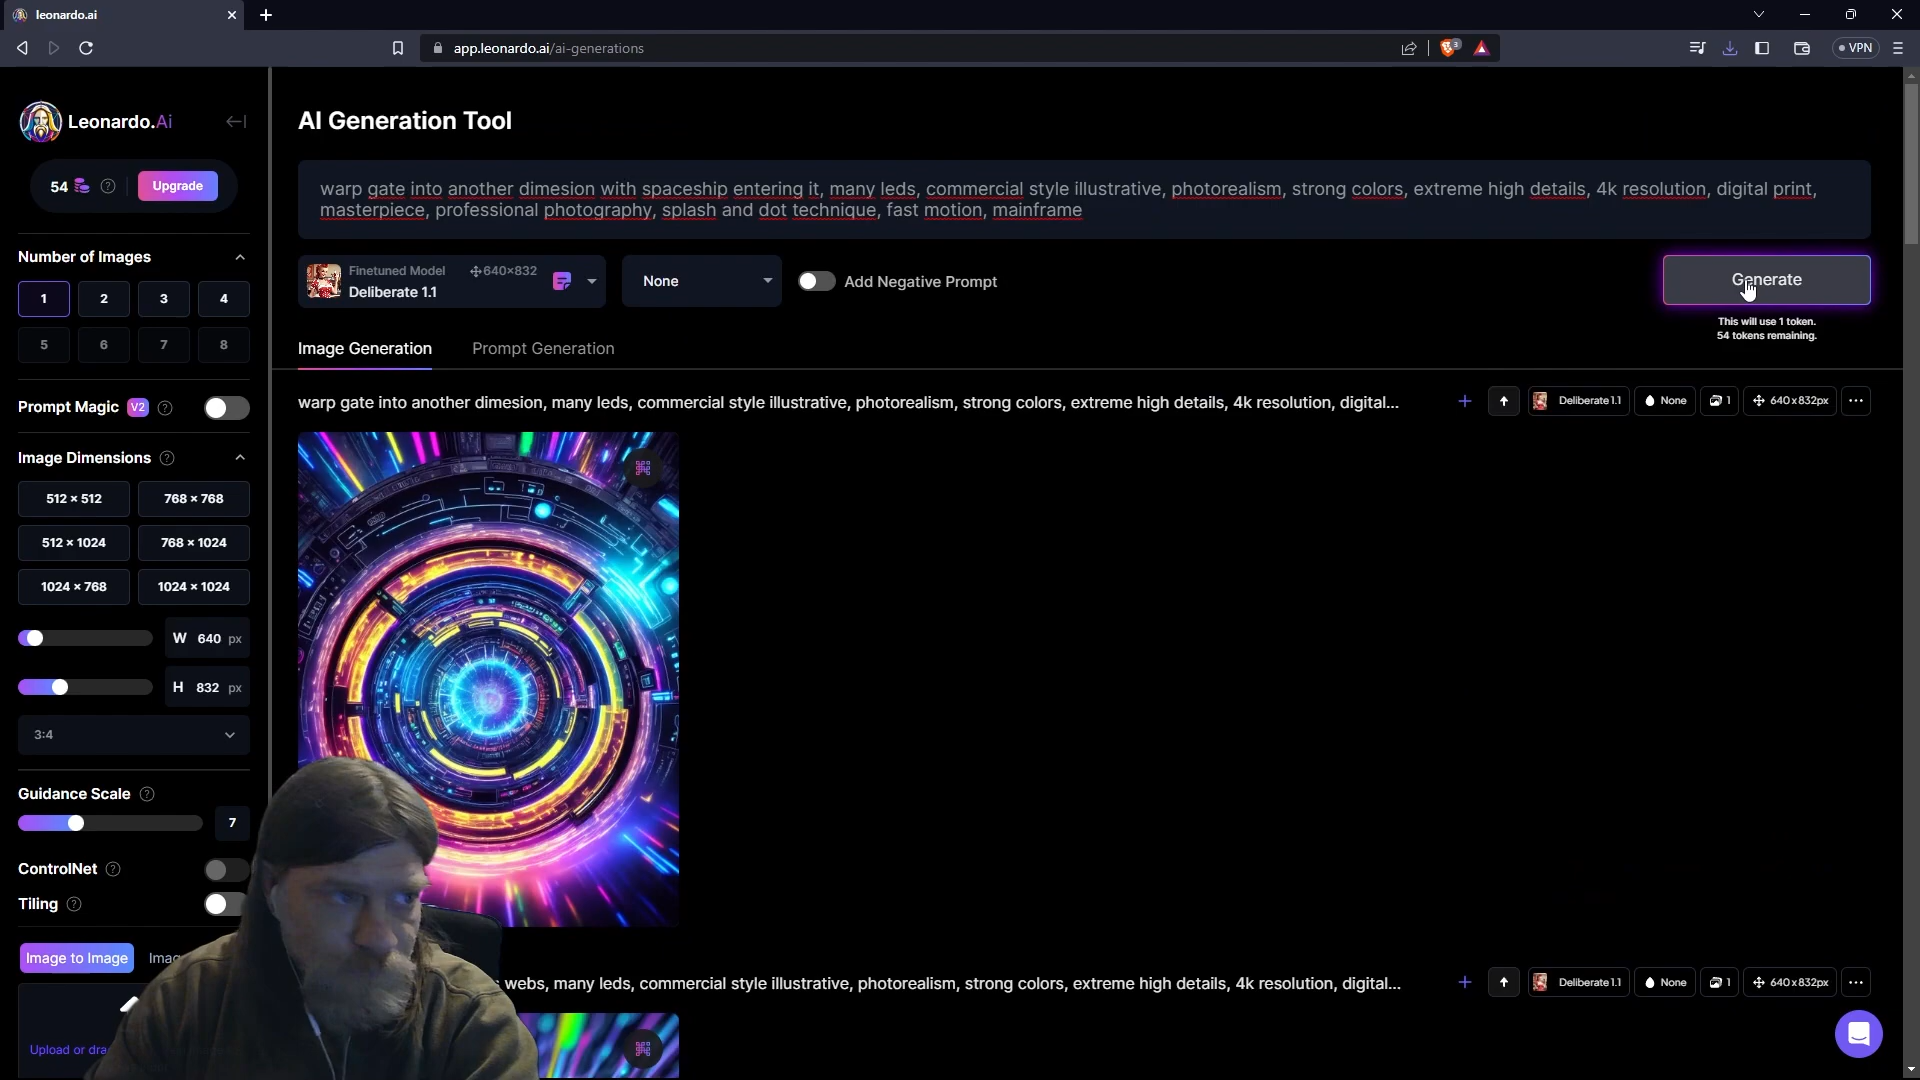 leonardo.ai
app.leonardo.ai/ai-generations
3
VPN
Leonardo.Ai
54
Upgrade
Number of Images
1 2 3 4
5 6 7 8
Prompt Magic V2
Image Dimensions
512 × 512 768 × 768
512 × 1024 768 × 1024
1024 × 768 1024 × 1024
W 640 px
H 832 px
3:4
Guidance Scale
7
ControlNet
Tiling
Image to Image
Upload or
AI Generation Tool
warp gate into another dimesion with spaceship entering it, many leds, commercial style illustrative, photorealism, strong colors, extreme high details, 4k resolution, digital print,
masterpiece, professional photography, splash and dot technique, fast motion, mainframe
Finetuned Model 640×832
Deliberate 1.1
None
Add Negative Prompt
Generate
This will use 1 token.
54 tokens remaining.
Image Generation Prompt Generation
warp gate into another dimesion, many leds, commercial style illustrative, photorealism, strong colors, extreme high details, 4k resolution, digital...
Deliberate 1.1 None 1 640 x 832px
webs, many leds, commercial style illustrative, photorealism, strong colors, extreme high details, 4k resolution, digital...
Deliberate 1.1 None 1 640 x 832px